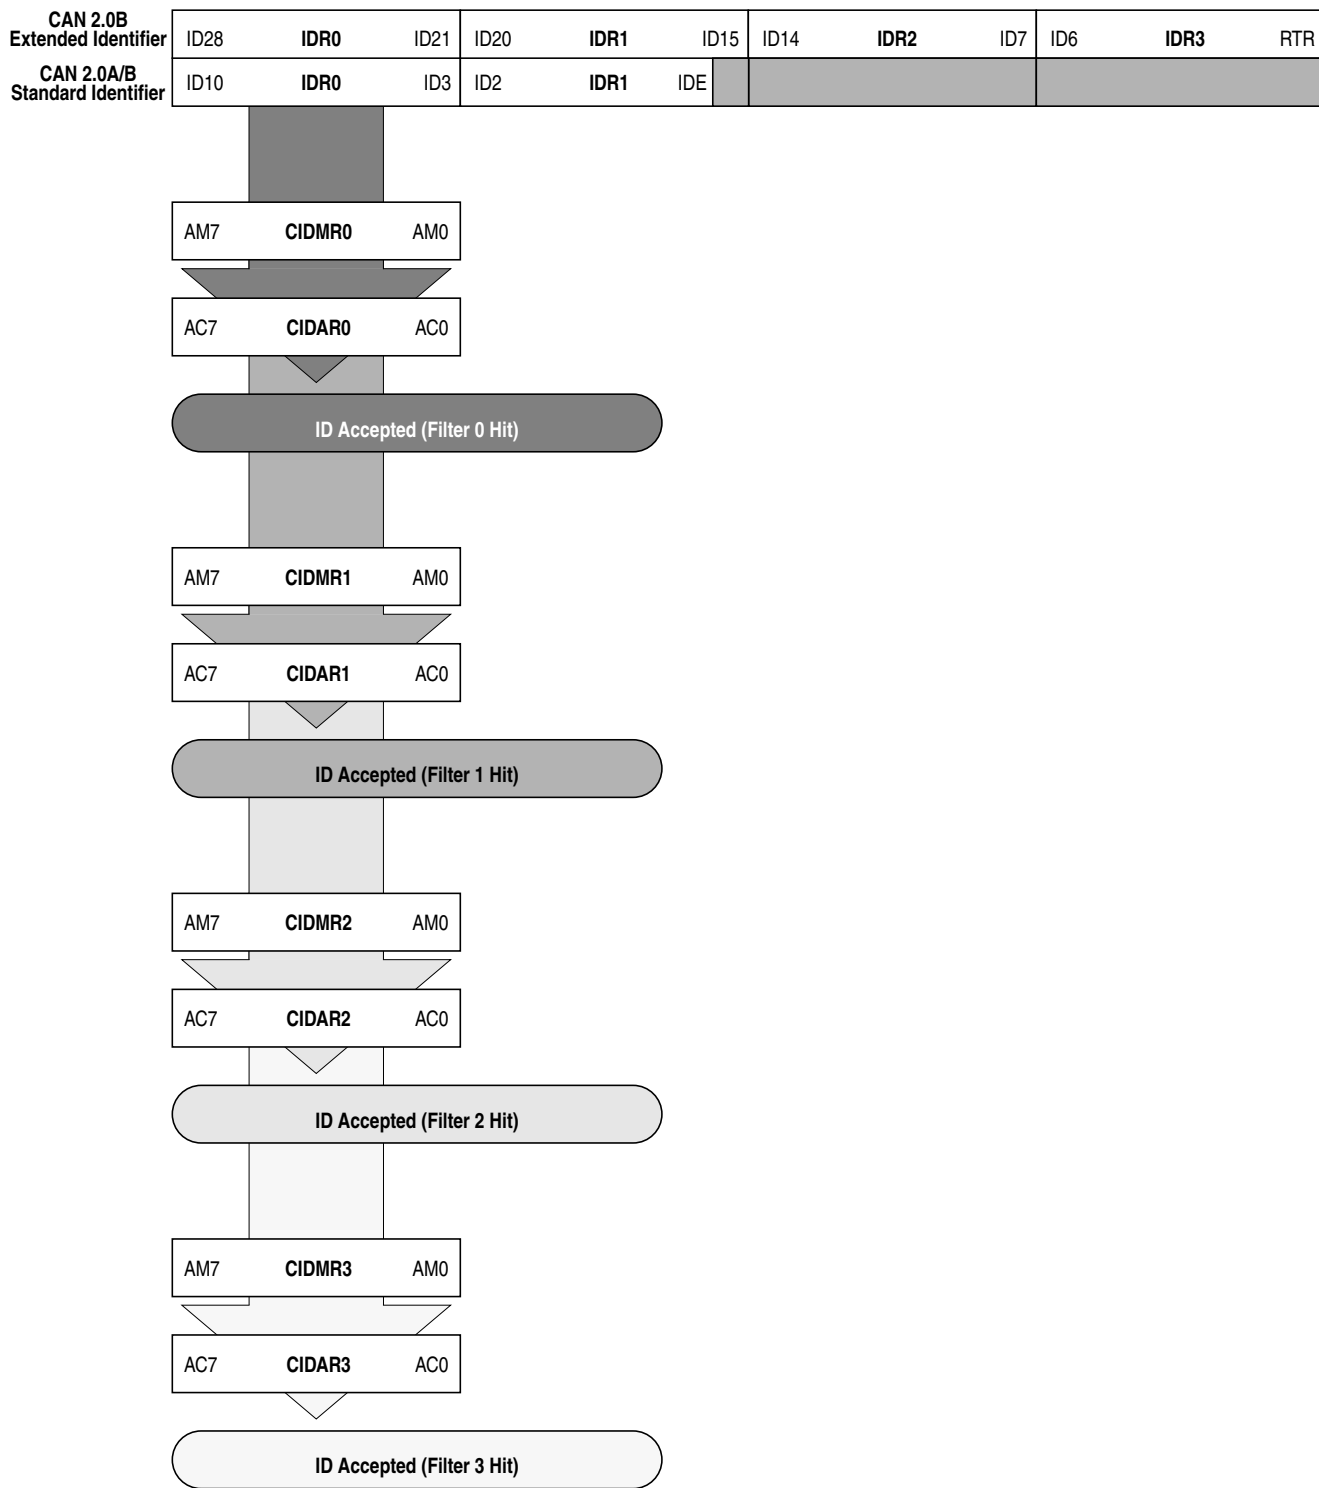 CAN 2.0B
Extended Identifier
ID28 IDR0 ID21 ID20 IDR1 ID15 ID14 IDR2 ID7 ID6 IDR3 RTR
CAN 2.0A/B
Standard Identifier
ID10 IDR0 ID3 ID2 IDR1 IDE
AM7 CIDMR0 AM0
AC7 CIDAR0 AC0
ID Accepted (Filter 0 Hit)
AM7 CIDMR1 AM0
AC7 CIDAR1 AC0
ID Accepted (Filter 1 Hit)
AM7 CIDMR2 AM0
AC7 CIDAR2 AC0
ID Accepted (Filter 2 Hit)
AM7 CIDMR3 AM0
AC7 CIDAR3 AC0
ID Accepted (Filter 3 Hit)